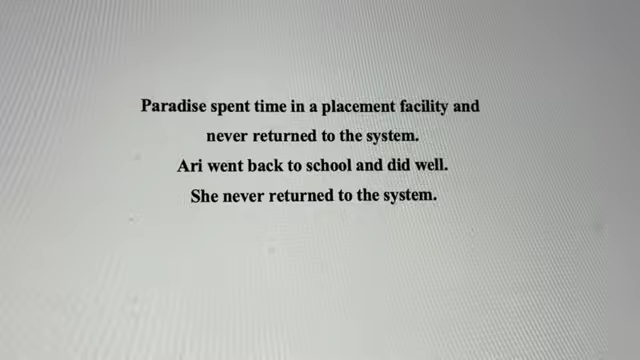 Paradise spent time in a placement facility and
never returned to the system.
Ari went back to school and did well.
She never returned to the system.